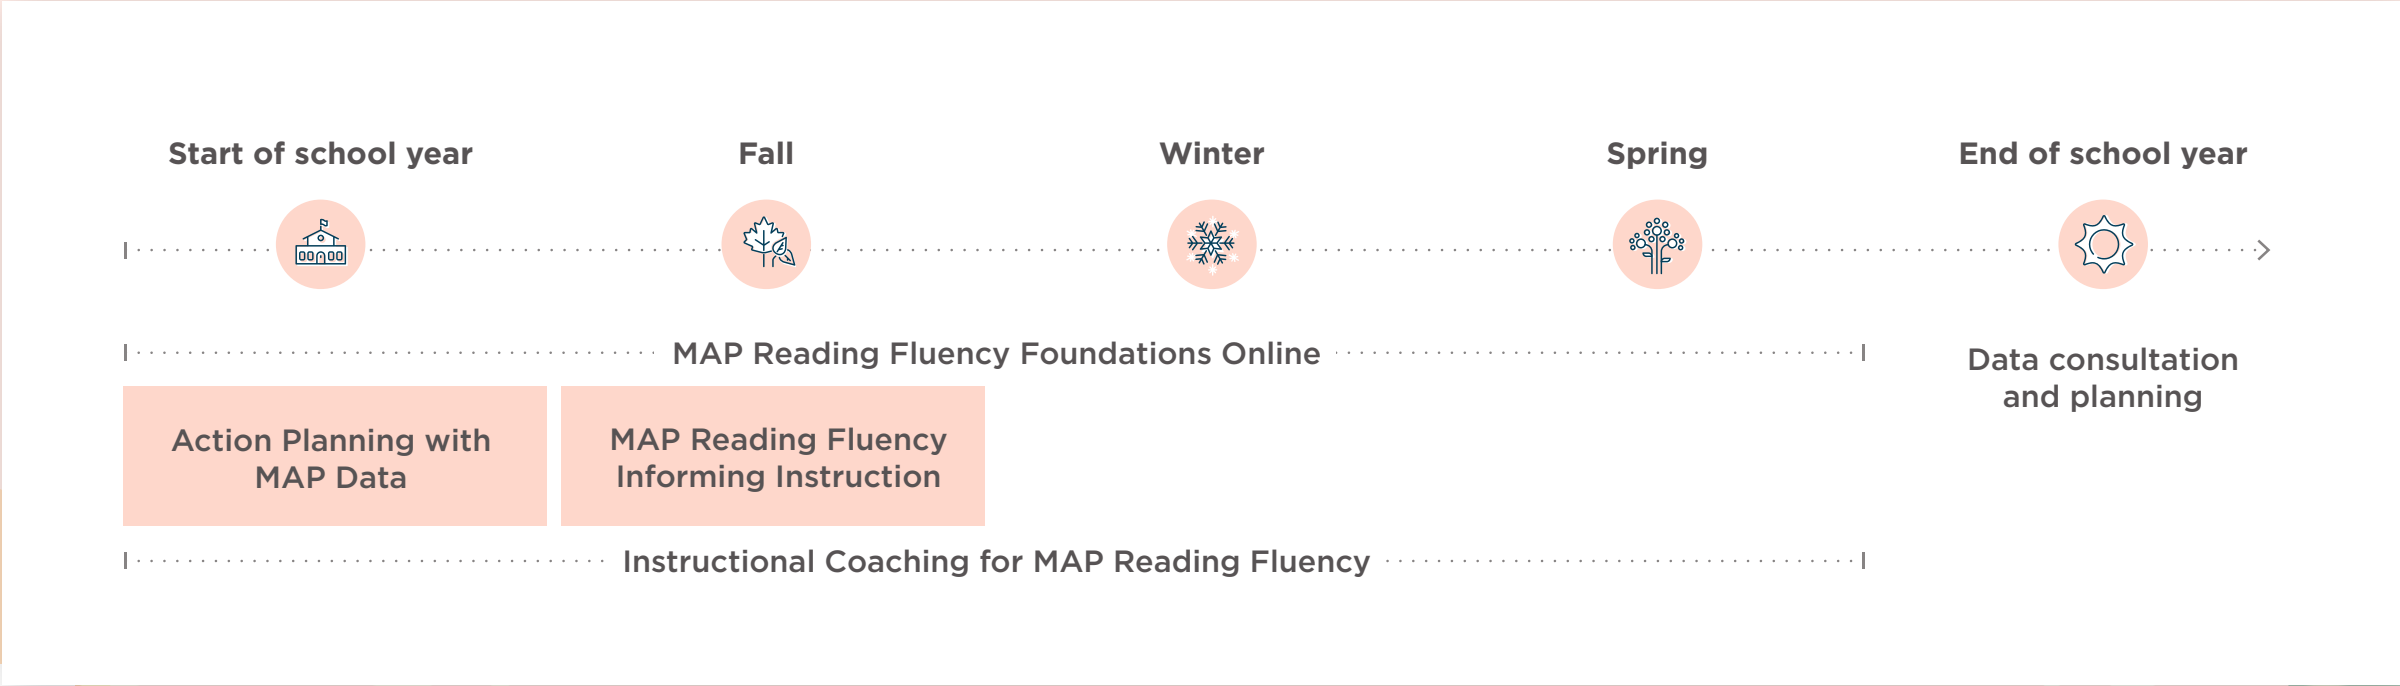 Start of school year
Fall
Winter
Spring
End of school year
MAP Reading Fluency Foundations Online
Data consultation
and planning
Action Planning with
MAP Data
MAP Reading Fluency
Informing Instruction
Instructional Coaching for MAP Reading Fluency